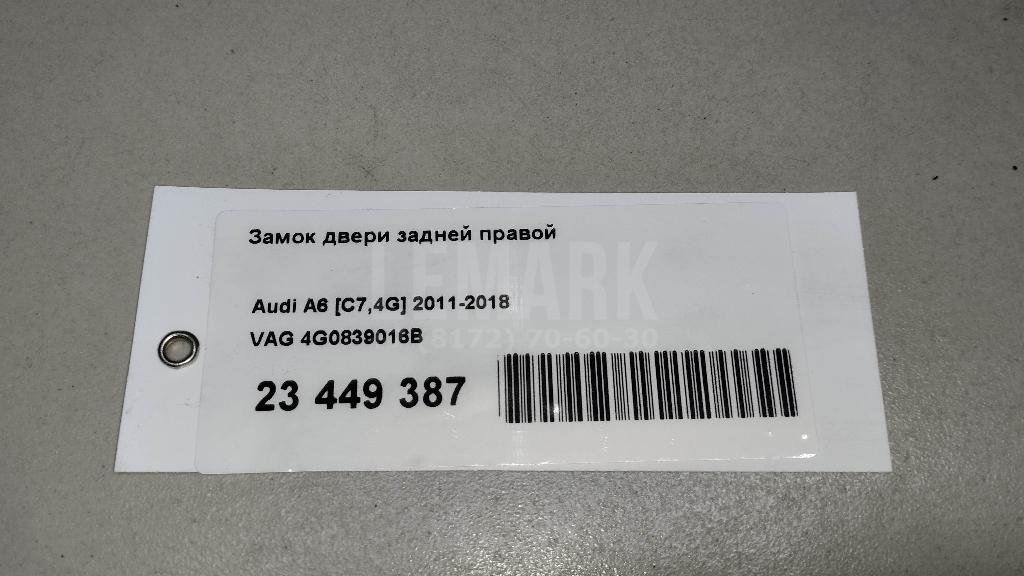 Замок двери задней правой
LEMARK
Audi A6 [C7,4G] 2011-2018
(8172) 70-60-30
VAG 4G0839016B
23 449 387